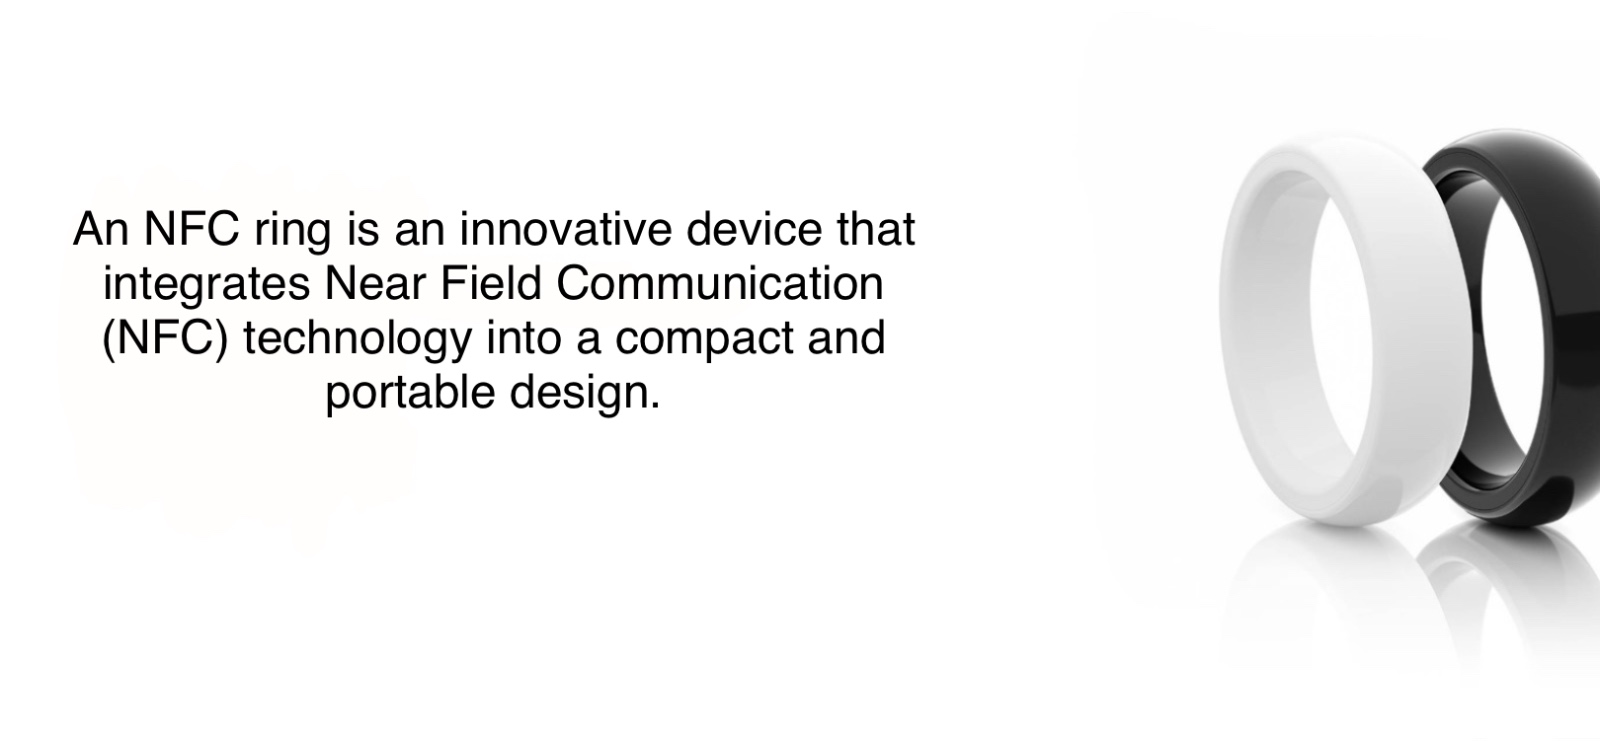 An NFC ring is an innovative device that
integrates Near Field Communication
(NFC) technology into a compact and
portable design.